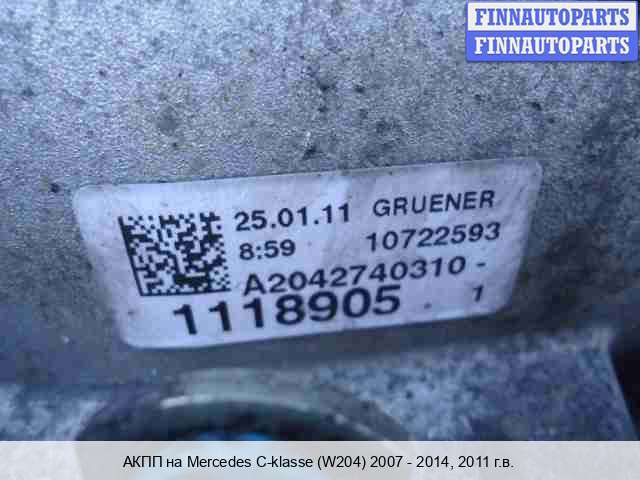 FINNAUTOPARTS
FINNAUTOPARTS
25.01.11 GRUENER
8:59 10722593
A2042740310 -
1118905 . 1
АКПП на Mercedes C-klasse (W204) 2007 - 2014, 2011 г.в.